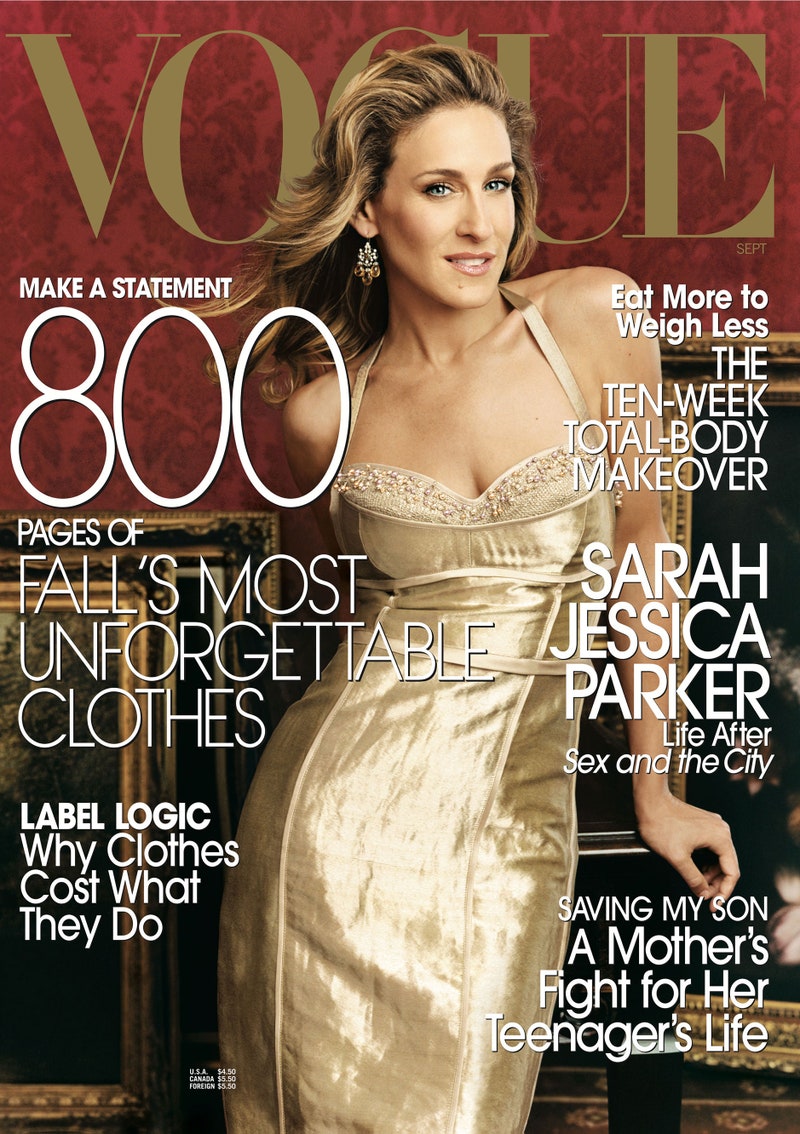 VOGUE
SEPT
MAKE A STATEMENT
800
PAGES OF
FALL'S MOST
UNFORGETTABLE
CLOTHES
LABEL LOGIC
Why Clothes
Cost What
They Do
Eat More to
Weigh Less
THE
TEN-WEEK
TOTAL-BODY
MAKEOVER
SARAH
JESSICA
PARKER
Life After
Sex and the City
SAVING MY SON
A Mother's
Fight for Her
Teenager's Life
U.S.A. $4.50
CANADA $5.50
FOREIGN $5.50